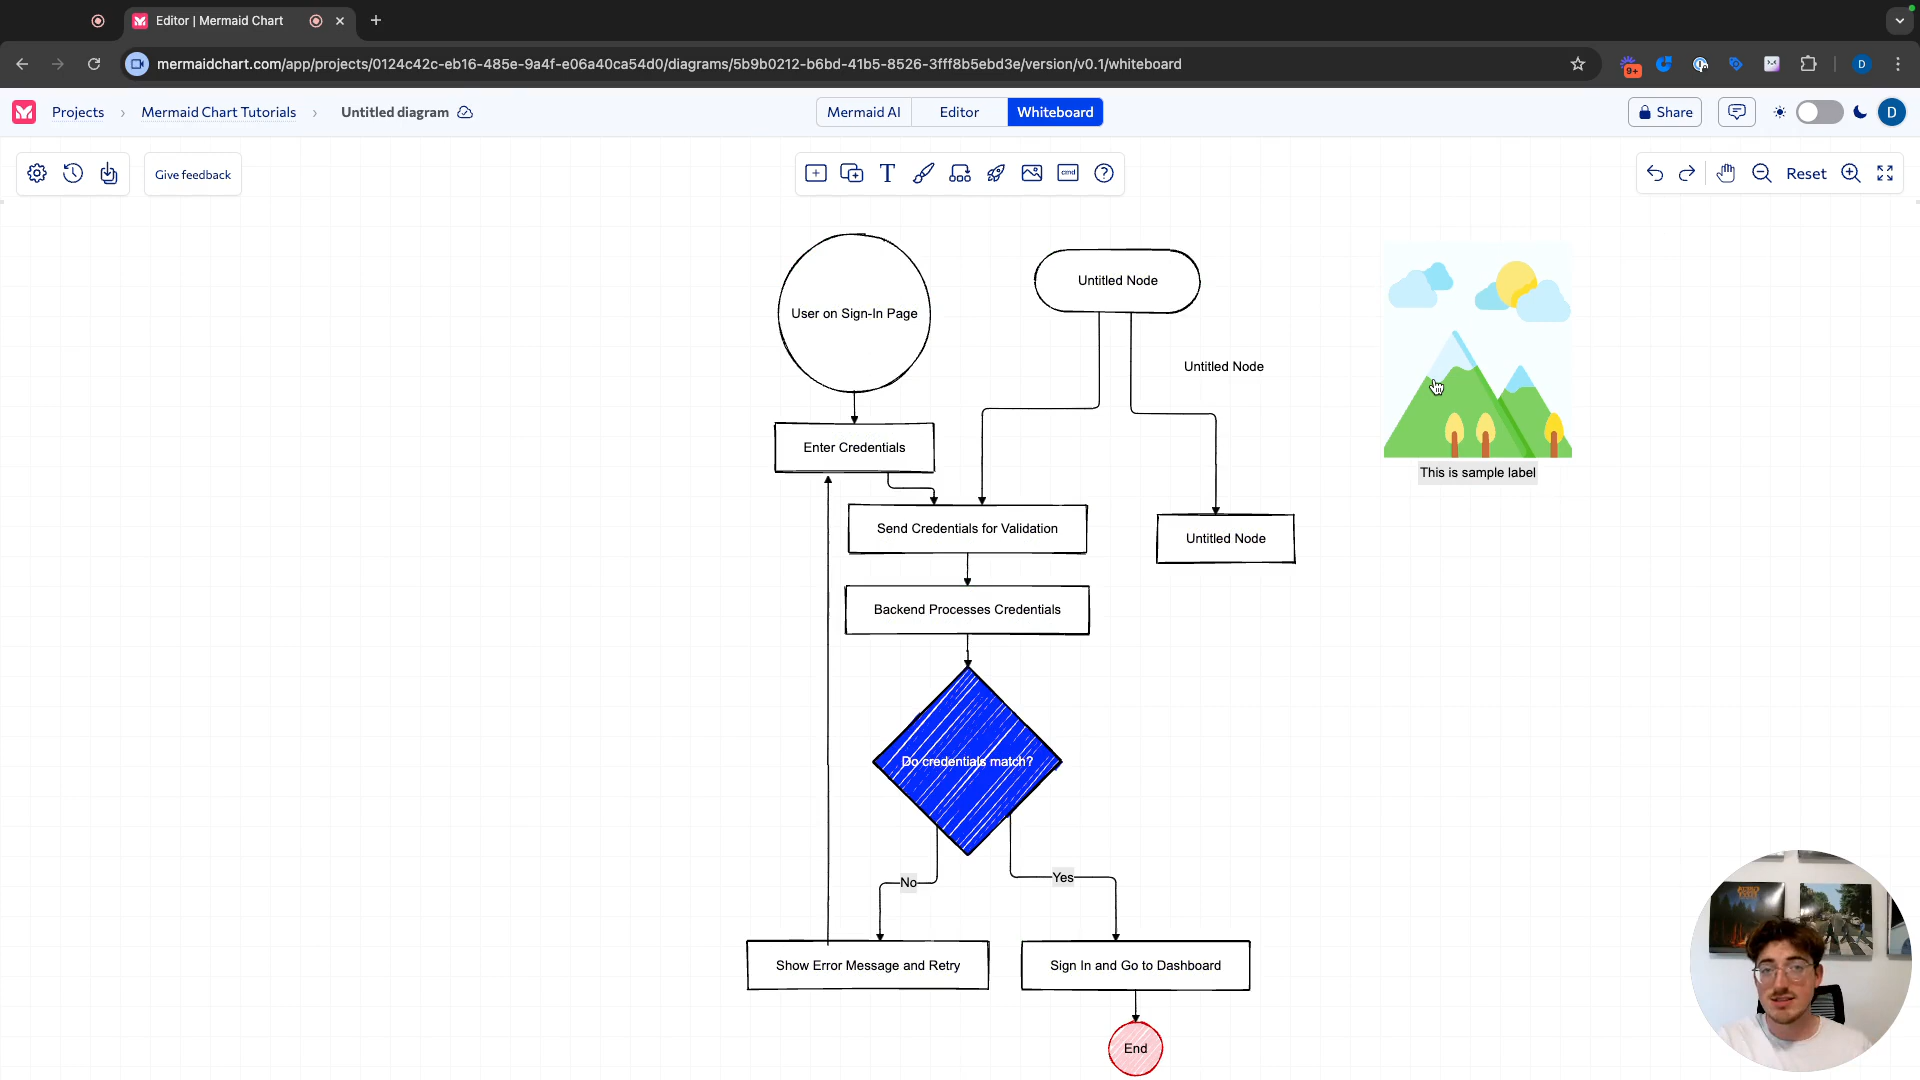 Editor | Mermaid Chart
mermaidchart.com/app/projects/0124c42c-eb16-485e-9a4f-e06a40ca54d0/diagrams/5b9b0212-b6bd-41b5-8526-3fff8b5ebd3e/version/v0.1/whiteboard
9+
D
Projects
Mermaid Chart Tutorials
Untitled diagram
Mermaid AI
Editor
Whiteboard
Share
D
Give feedback
T
cmd
?
Reset
User on Sign-In Page
Untitled Node
Untitled Node
Enter Credentials
This is sample label
Send Credentials for Validation
Untitled Node
Backend Processes Credentials
Do credentials match?
No
Yes
Show Error Message and Retry
Sign In and Go to Dashboard
End